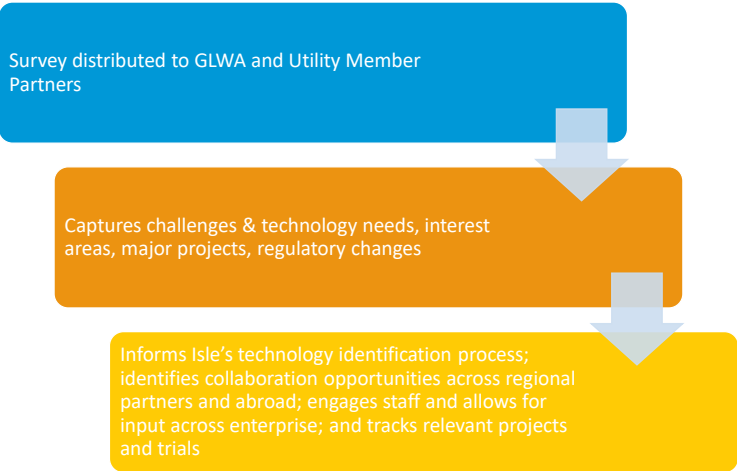 Survey distributed to GLWA and Utility Member
Partners
Captures challenges & technology needs, interest
areas, major projects, regulatory changes
Informs Isle's technology identification process;
identifies collaboration opportunities across regional
partners and abroad; engages staff and allows for
input across enterprise; and tracks relevant projects
and trials